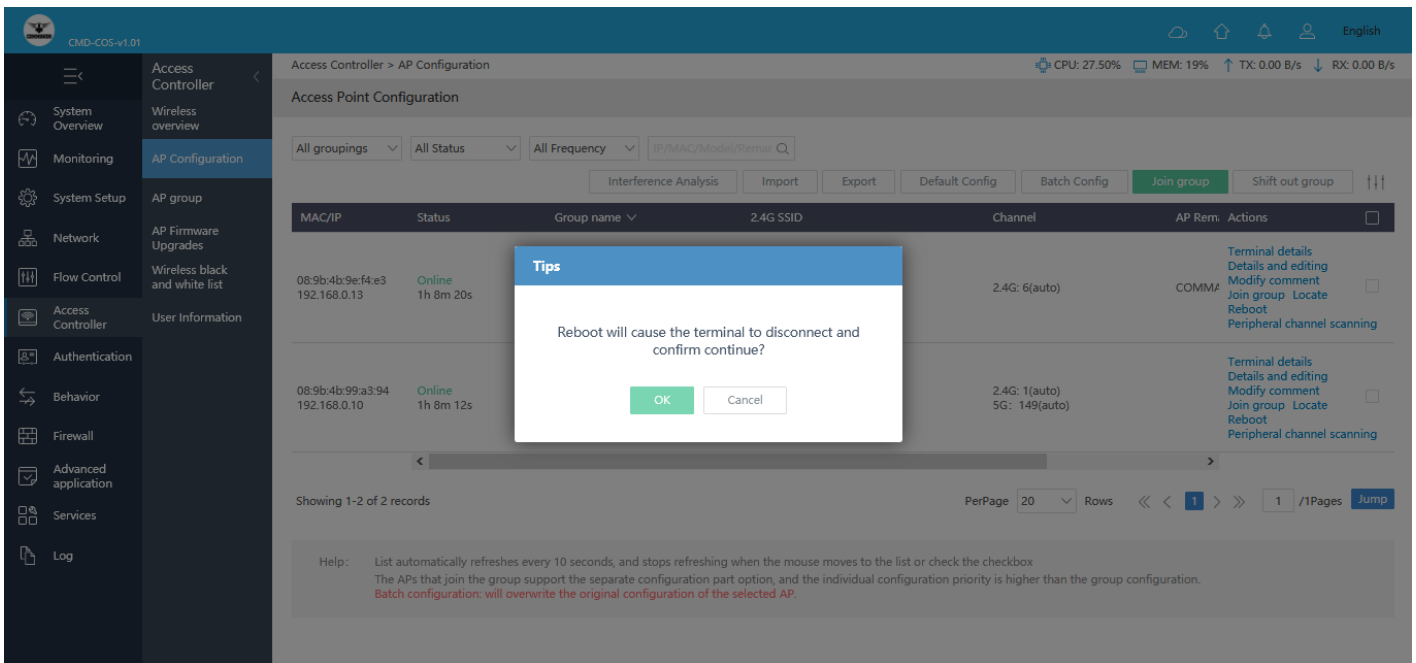 CMD-COS-v1.01
English
Access Controller
System Overview
Monitoring
System Setup
Network
Flow Control
Access Controller
Authentication
Behavior
Firewall
Advanced application
Services
Log
Wireless overview
AP Configuration
AP group
AP Firmware Upgrades
Wireless black and white list
User Information
Access Controller > AP Configuration
CPU: 27.50% MEM: 19% TX: 0.00 B/s RX: 0.00 B/s
Access Point Configuration
All groupings All Status All Frequency IP/MAC/Model/Remar
Interference Analysis Import Export Default Config Batch Config Join group Shift out group
MAC/IP Status Group name 2.4G SSID Channel AP Rem Actions
08:9b:4b:9e:f4:e3 Online 2.4G: 6(auto) COMMA
192.168.0.13 1h 8m 20s
Terminal details
Details and editing
Modify comment
Join group Locate
Reboot
Peripheral channel scanning
08:9b:4b:99:a3:94 Online 2.4G: 1(auto)
192.168.0.10 1h 8m 12s 5G: 149(auto)
Terminal details
Details and editing
Modify comment
Join group Locate
Reboot
Peripheral channel scanning
Tips
Reboot will cause the terminal to disconnect and
confirm continue?
OK Cancel
Showing 1-2 of 2 records
PerPage 20 Rows 1 1 /1Pages Jump
Help: List automatically refreshes every 10 seconds, and stops refreshing when the mouse moves to the list or check the checkbox
The APs that join the group support the separate configuration part option, and the individual configuration priority is higher than the group configuration.
Batch configuration: will overwrite the original configuration of the selected AP.